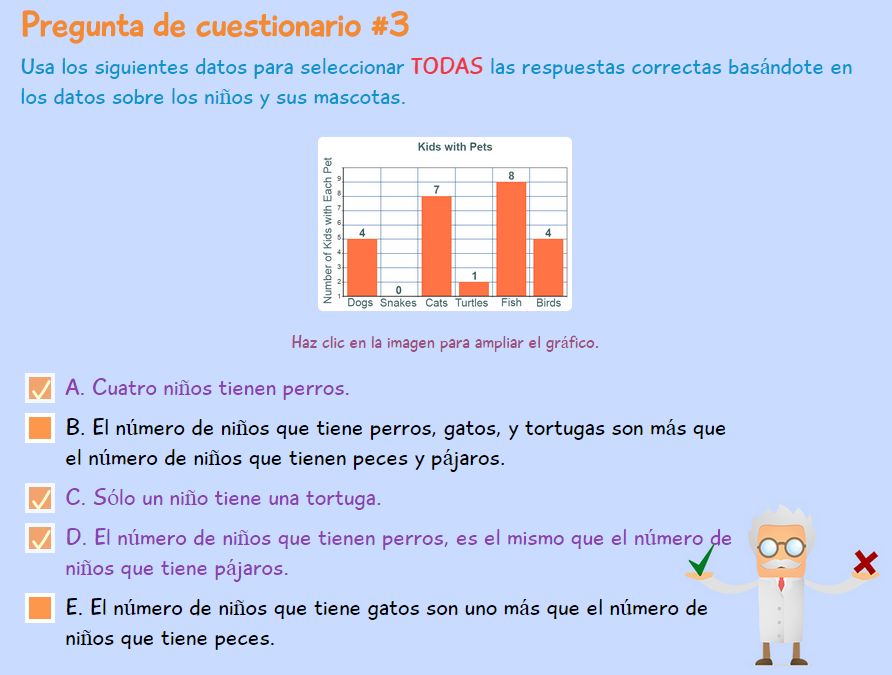 Pregunta de cuestionario #3
Usa los siguientes datos para seleccionar TODAS las respuestas correctas basándote en
los datos sobre los niños y sus mascotas.
Kids with Pets
Number of Kids with Each Pet
9
8
7
6
5
4
3
2
1
4
0
7
1
8
4
Dogs Snakes Cats Turtles Fish Birds
Haz clic en la imagen para ampliar el gráfico.
A. Cuatro niños tienen perros.
B. El número de niños que tiene perros, gatos, y tortugas son más que
el número de niños que tienen peces y pájaros.
C. Sólo un niño tiene una tortuga.
D. El número de niños que tienen perros, es el mismo que el número de
niños que tiene pájaros.
E. El número de niños que tiene gatos son uno más que el número de
niños que tiene peces.